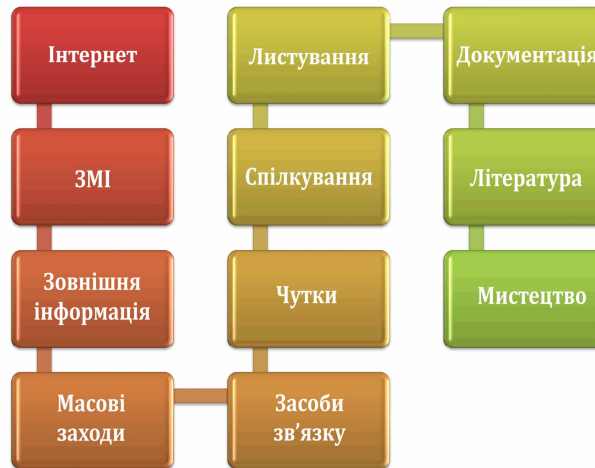 Інтернет
ЗМІ
Зовнішня
інформація
Масові
заходи
Засоби
зв’язку
Чутки
Спілкування
Листування
Документація
Література
Мистецтво